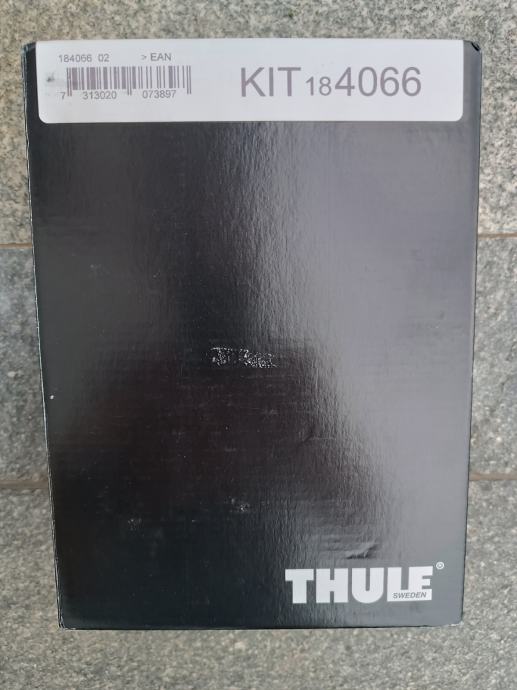 184066 02 > EAN
7 313020 073897
KIT 184066
THULE®
SWEDEN